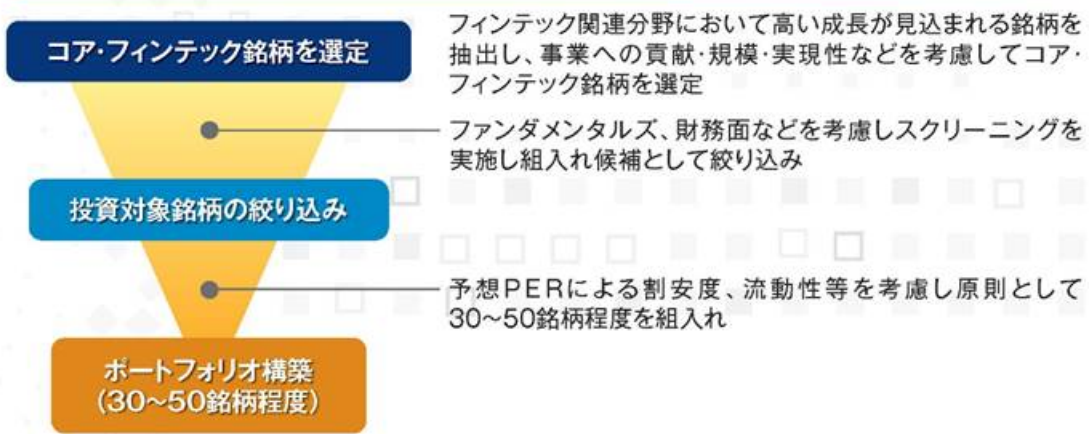 コア・フィンテック銘柄を選定
フィンテック関連分野において高い成長が見込まれる銘柄を
抽出し、事業への貢献・規模・実現性などを考慮してコア・
フィンテック銘柄を選定
ファンダメンタルズ、財務面などを考慮しスクリーニングを
実施し組入れ候補として絞り込み
投資対象銘柄の絞り込み
予想PERによる割安度、流動性等を考慮し原則として
30～50銘柄程度を組入れ
ポートフォリオ構築
(30～50銘柄程度)